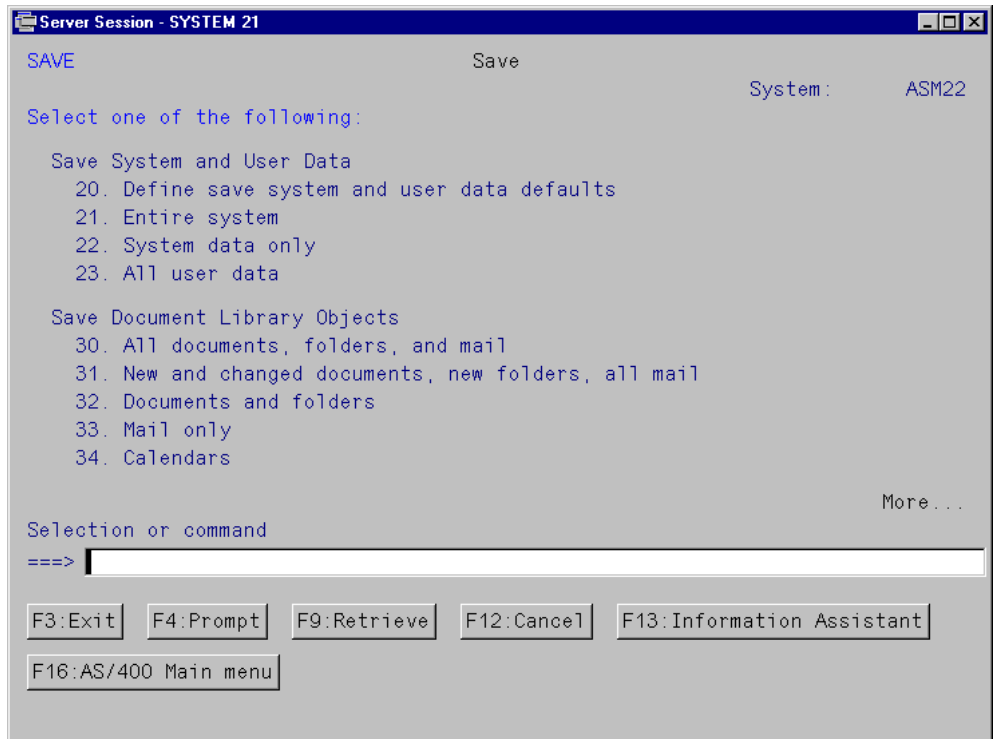 Server Session - SYSTEM 21
SAVE Save
System: ASM22
Select one of the following:
Save System and User Data
20. Define save system and user data defaults
21. Entire system
22. System data only
23. All user data
Save Document Library Objects
30. All documents, folders, and mail
31. New and changed documents, new folders, all mail
32. Documents and folders
33. Mail only
34. Calendars
More...
Selection or command
===>
F3:Exit F4:Prompt F9:Retrieve F12:Cancel F13:Information Assistant
F16:AS/400 Main menu